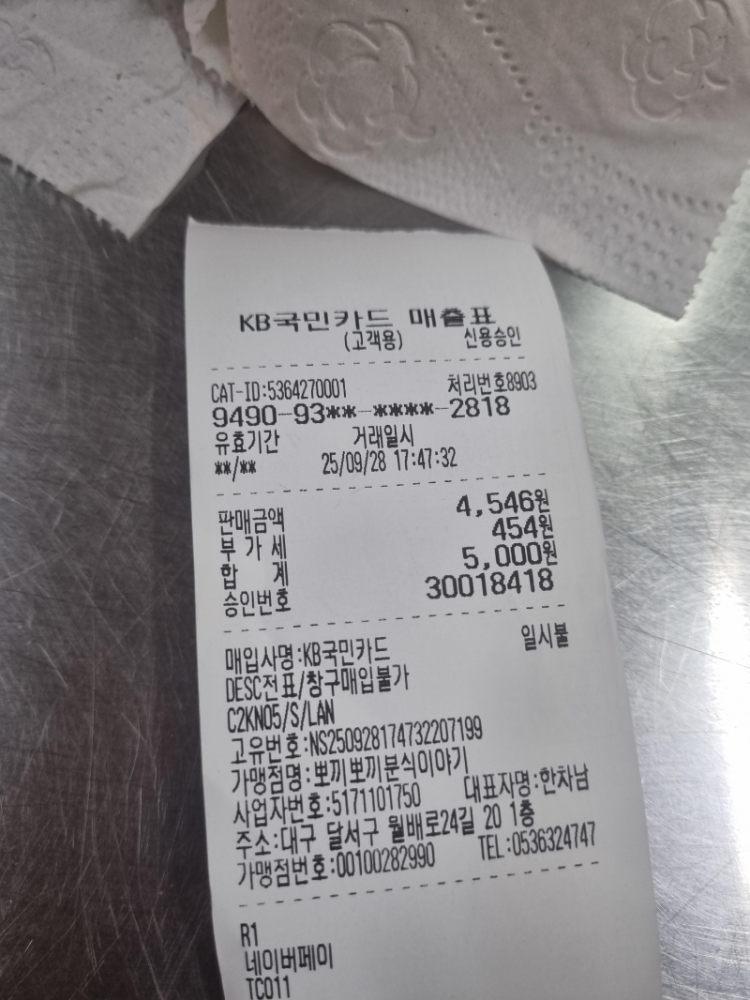 KB국민카드 매출표
(고객용) 신용승인
CAT-ID:5364270001 처리번호8903
9490-93**-****-2818
유효기간 거래일시
**/** 25/09/28 17:47:32
판매금액 4,546원
부 가 세 454원
합 계 5,000원
승인번호 30018418
매입사명:KB국민카드 일시불
DESC전표/창구매입불가
C2KN05/S/LAN
고유번호:NS250928174732207199
가맹점명:뽀끼뽀끼분식이야기
사업자번호:5171101750 대표자명:한차남
주소:대구 달서구 월배로24길 20 1층
가맹점번호:00100282990 TEL:0536324747
R1
네이버페이
TC011